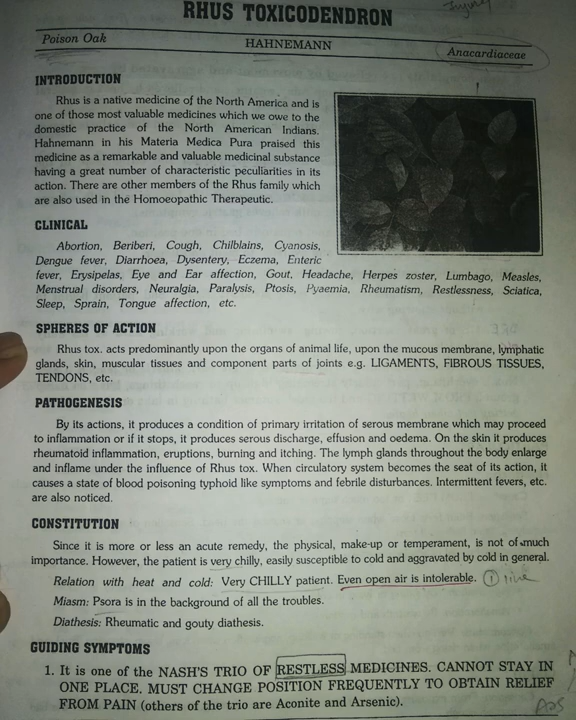 RHUS TOXICODENDRON
Poison Oak
HAHNEMANN
Anacardiaceae
INTRODUCTION
Rhus is a native medicine of the North America and is
one of those most valuable medicines which we owe to the
domestic practice of the North American Indians.
Hahnemann in his Materia Medica Pura praised this
medicine as a remarkable and valuable medicinal substance
having a great number of characteristic peculiarities in its
action. There are other members of the Rhus family which
are also used in the Homoeopathic Therapeutic.
CLINICAL
Abortion, Beriberi, Cough, Chilblains, Cyanosis,
Dengue fever, Diarrhoea, Dysentery, Eczema, Enteric
fever, Erysipelas, Eye and Ear affection, Gout, Headache, Herpes zoster, Lumbago, Measles,
Menstrual disorders, Neuralgia, Paralysis, Ptosis, Pyaemia, Rheumatism, Restlessness, Sciatica,
Sleep, Sprain, Tongue affection, etc.
SPHERES OF ACTION
Rhus tox. acts predominantly upon the organs of animal life, upon the mucous membrane, lymphatic
glands, skin, muscular tissues and component parts of joints e.g. LIGAMENTS, FIBROUS TISSUES,
TENDONS, etc.
PATHOGENESIS
By its actions, it produces a condition of primary irritation of serous membrane which may proceed
to inflammation or if it stops, it produces serous discharge, effusion and oedema. On the skin it produces
rheumatoid inflammation, eruptions, burning and itching. The lymph glands throughout the body enlarge
and inflame under the influence of Rhus tox. When circulatory system becomes the seat of its action, it
causes a state of blood poisoning typhoid like symptoms and febrile disturbances. Intermittent fevers, etc.
are also noticed.
CONSTITUTION
Since it is more or less an acute remedy, the physical, make-up or temperament, is not of much
importance. However, the patient is very chilly, easily susceptible to cold and aggravated by cold in general.
Relation with heat and cold: Very CHILLY patient. Even open air is intolerable.
Miasm: Psora is in the background of all the troubles.
Diathesis: Rheumatic and gouty diathesis.
GUIDING SYMPTOMS
1. It is one of the NASH'S TRIO OF RESTLESS MEDICINES. CANNOT STAY IN
ONE PLACE. MUST CHANGE POSITION FREQUENTLY TO OBTAIN RELIEF
FROM PAIN (others of the trio are Aconite and Arsenic).